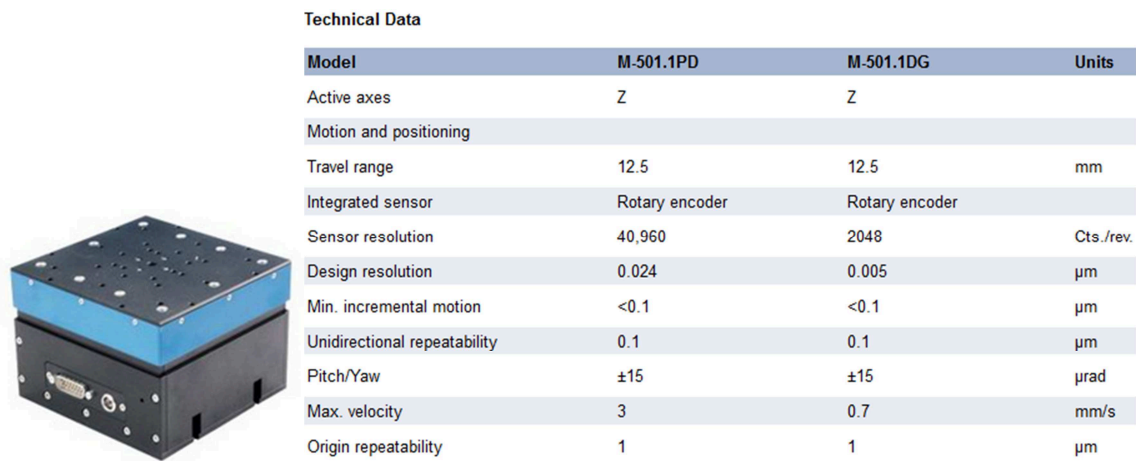 Technical Data
Model M-501.1PD M-501.1DG Units
Active axes Z Z
Motion and positioning
Travel range 12.5 12.5 mm
Integrated sensor Rotary encoder Rotary encoder
Sensor resolution 40,960 2048 Cts./rev.
Design resolution 0.024 0.005 µm
Min. incremental motion <0.1 <0.1 µm
Unidirectional repeatability 0.1 0.1 µm
Pitch/Yaw ±15 ±15 µrad
Max. velocity 3 0.7 mm/s
Origin repeatability 1 1 µm